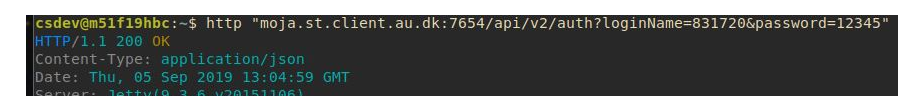 csdev@m51f19hbc:~$ http "moja.st.client.au.dk:7654/api/v2/auth?loginName=831720&password=12345"
HTTP/1.1 200 OK
Content-Type: application/json
Date: Thu, 05 Sep 2019 13:04:59 GMT
Server: Jetty(9.3.6.v20151106)